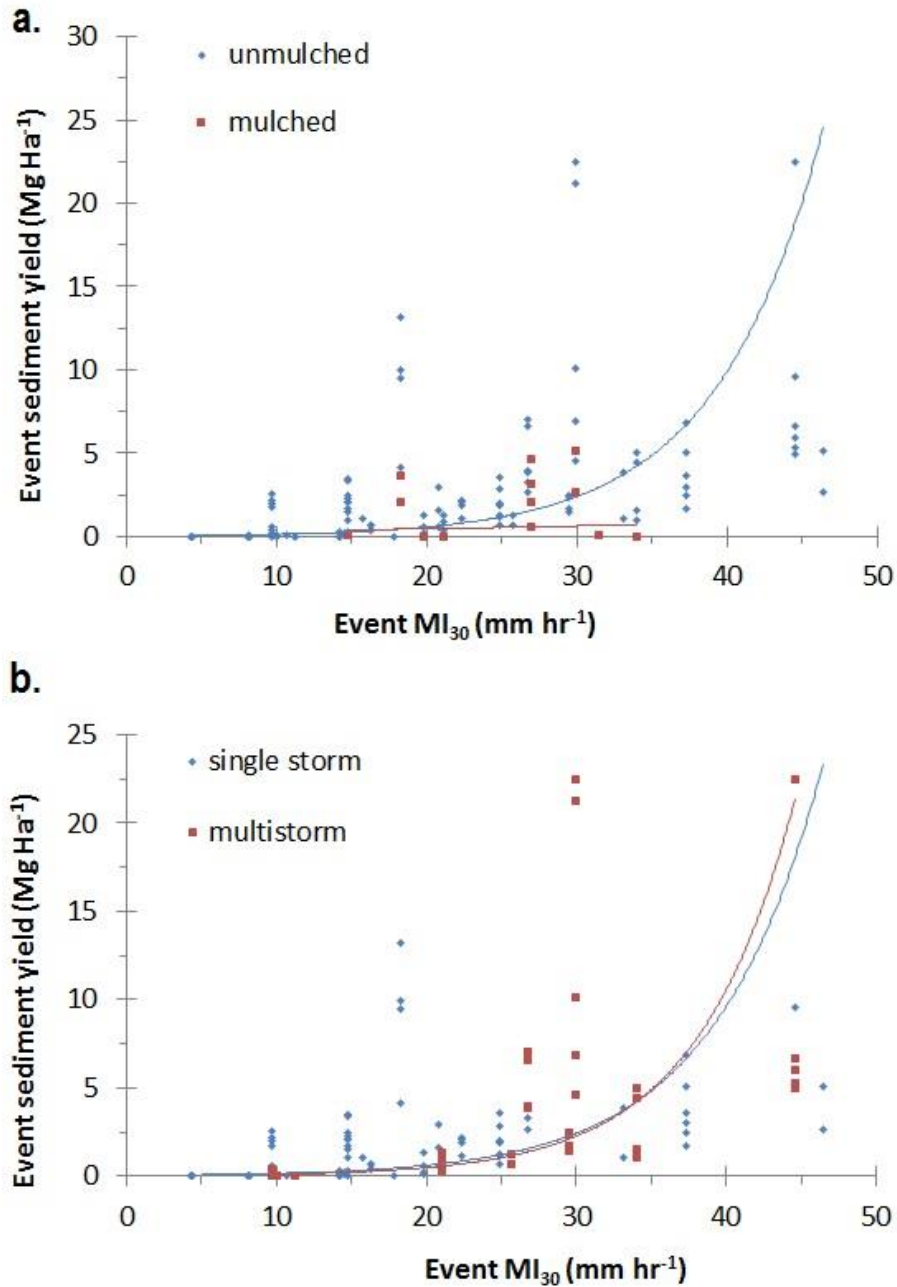 a.
30
25
20
15
10
5
0
Event sediment yield (Mg Ha⁻¹)
unmulched
mulched
0 10 20 30 40 50
Event MI₃₀ (mm hr⁻¹)
b.
25
20
15
10
5
0
Event sediment yield (Mg Ha⁻¹)
single storm
multistorm
0 10 20 30 40 50
Event MI₃₀ (mm hr⁻¹)